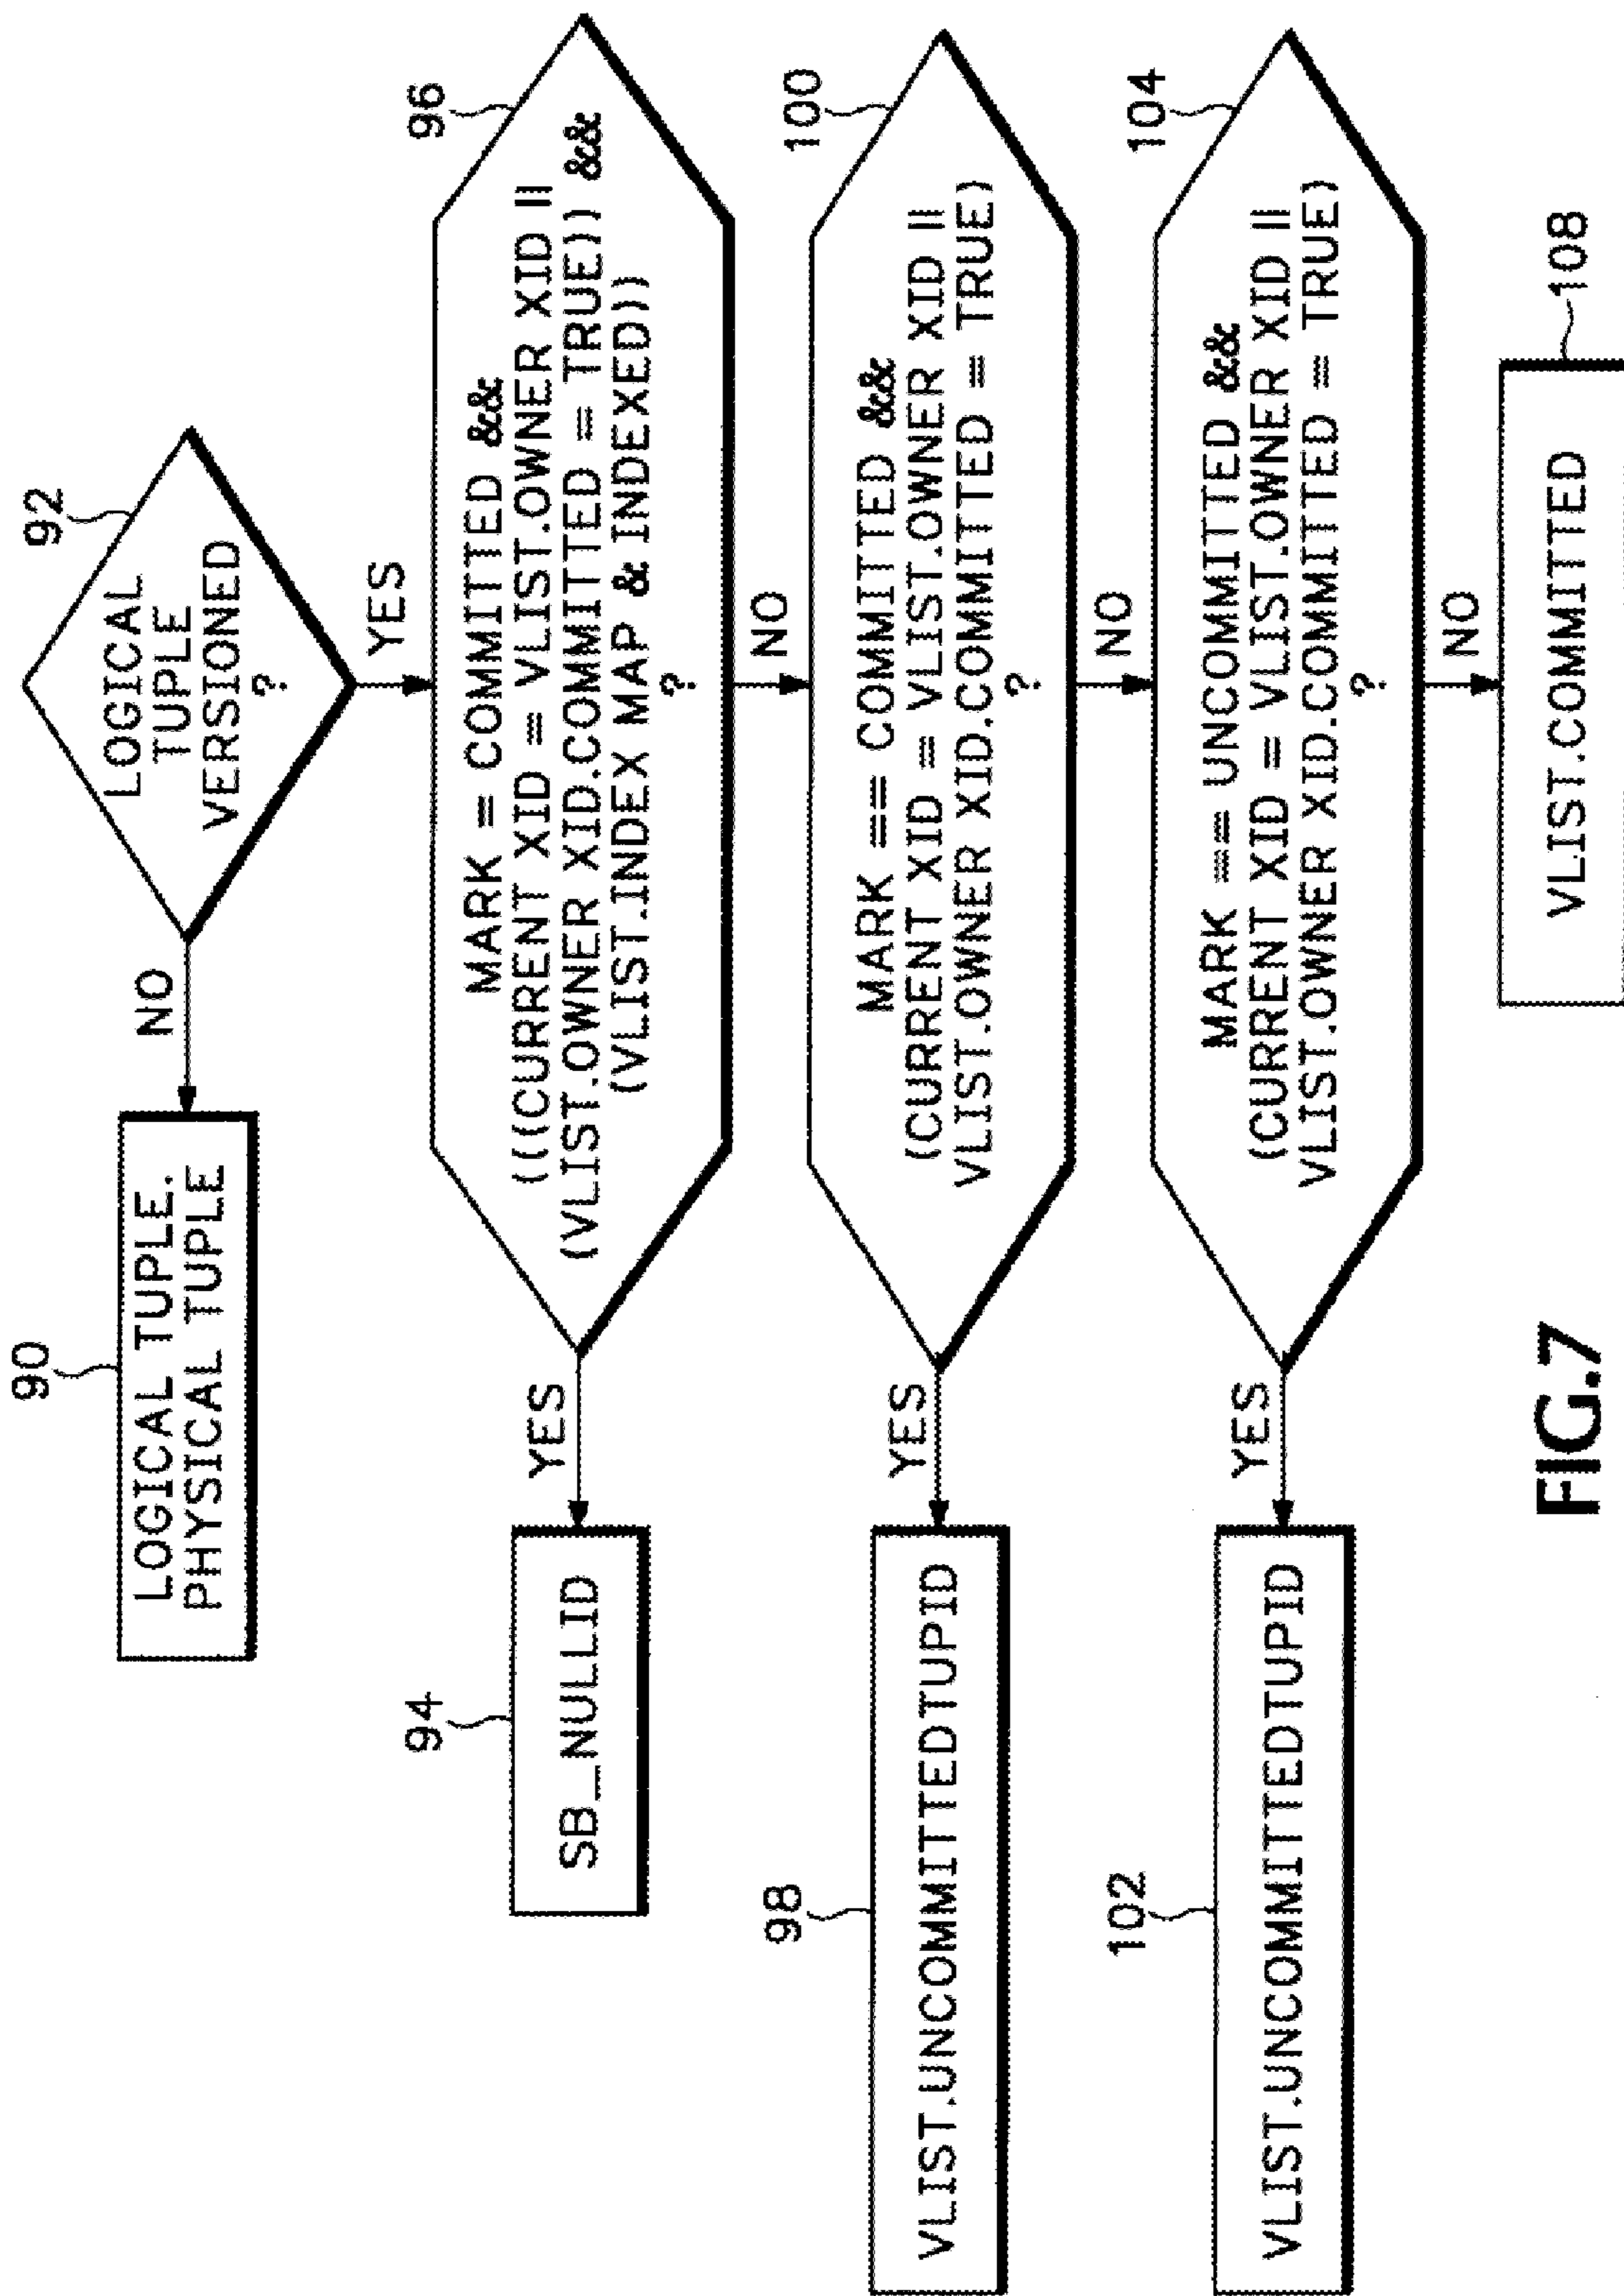 92
LOGICAL
TUPLE
VERSIONED
?
NO
YES
90
LOGICAL TUPLE.
PHYSICAL TUPLE
96
MARK = COMMITTED &&
(((CURRENT XID = VLIST.OWNER XID ||
(VLIST.OWNER XID.COMMITTED = TRUE)) &&
(VLIST.INDEX MAP & INDEXED))
?
YES
NO
94
SB_NULLID
100
MARK == COMMITTED &&
(CURRENT XID = VLIST.OWNER XID ||
VLIST.OWNER XID.COMMITTED = TRUE)
?
YES
NO
98
VLIST.UNCOMMITTEDTUPID
104
MARK == UNCOMMITTED &&
(CURRENT XID = VLIST.OWNER XID ||
VLIST.OWNER XID.COMMITTED = TRUE)
?
YES
NO
102
VLIST.UNCOMMITTEDTUPID
108
VLIST.COMMITTED
FIG.7